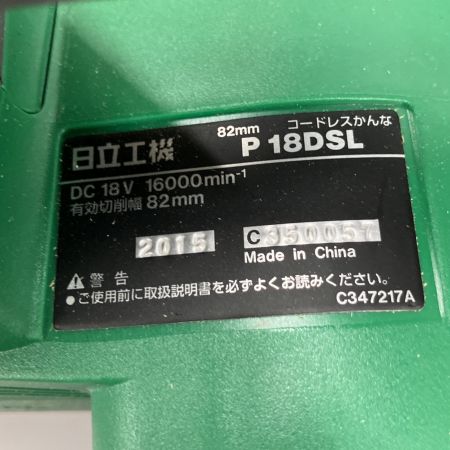 82mm コードレスかんな
日立工機 P 18DSL
DC 18V 16000min⁻¹
有効切削幅 82mm
2015 C350057
Made in China
⚠ 警告
●ご使用前に取扱説明書を必ずよくお読みください。
C347217A